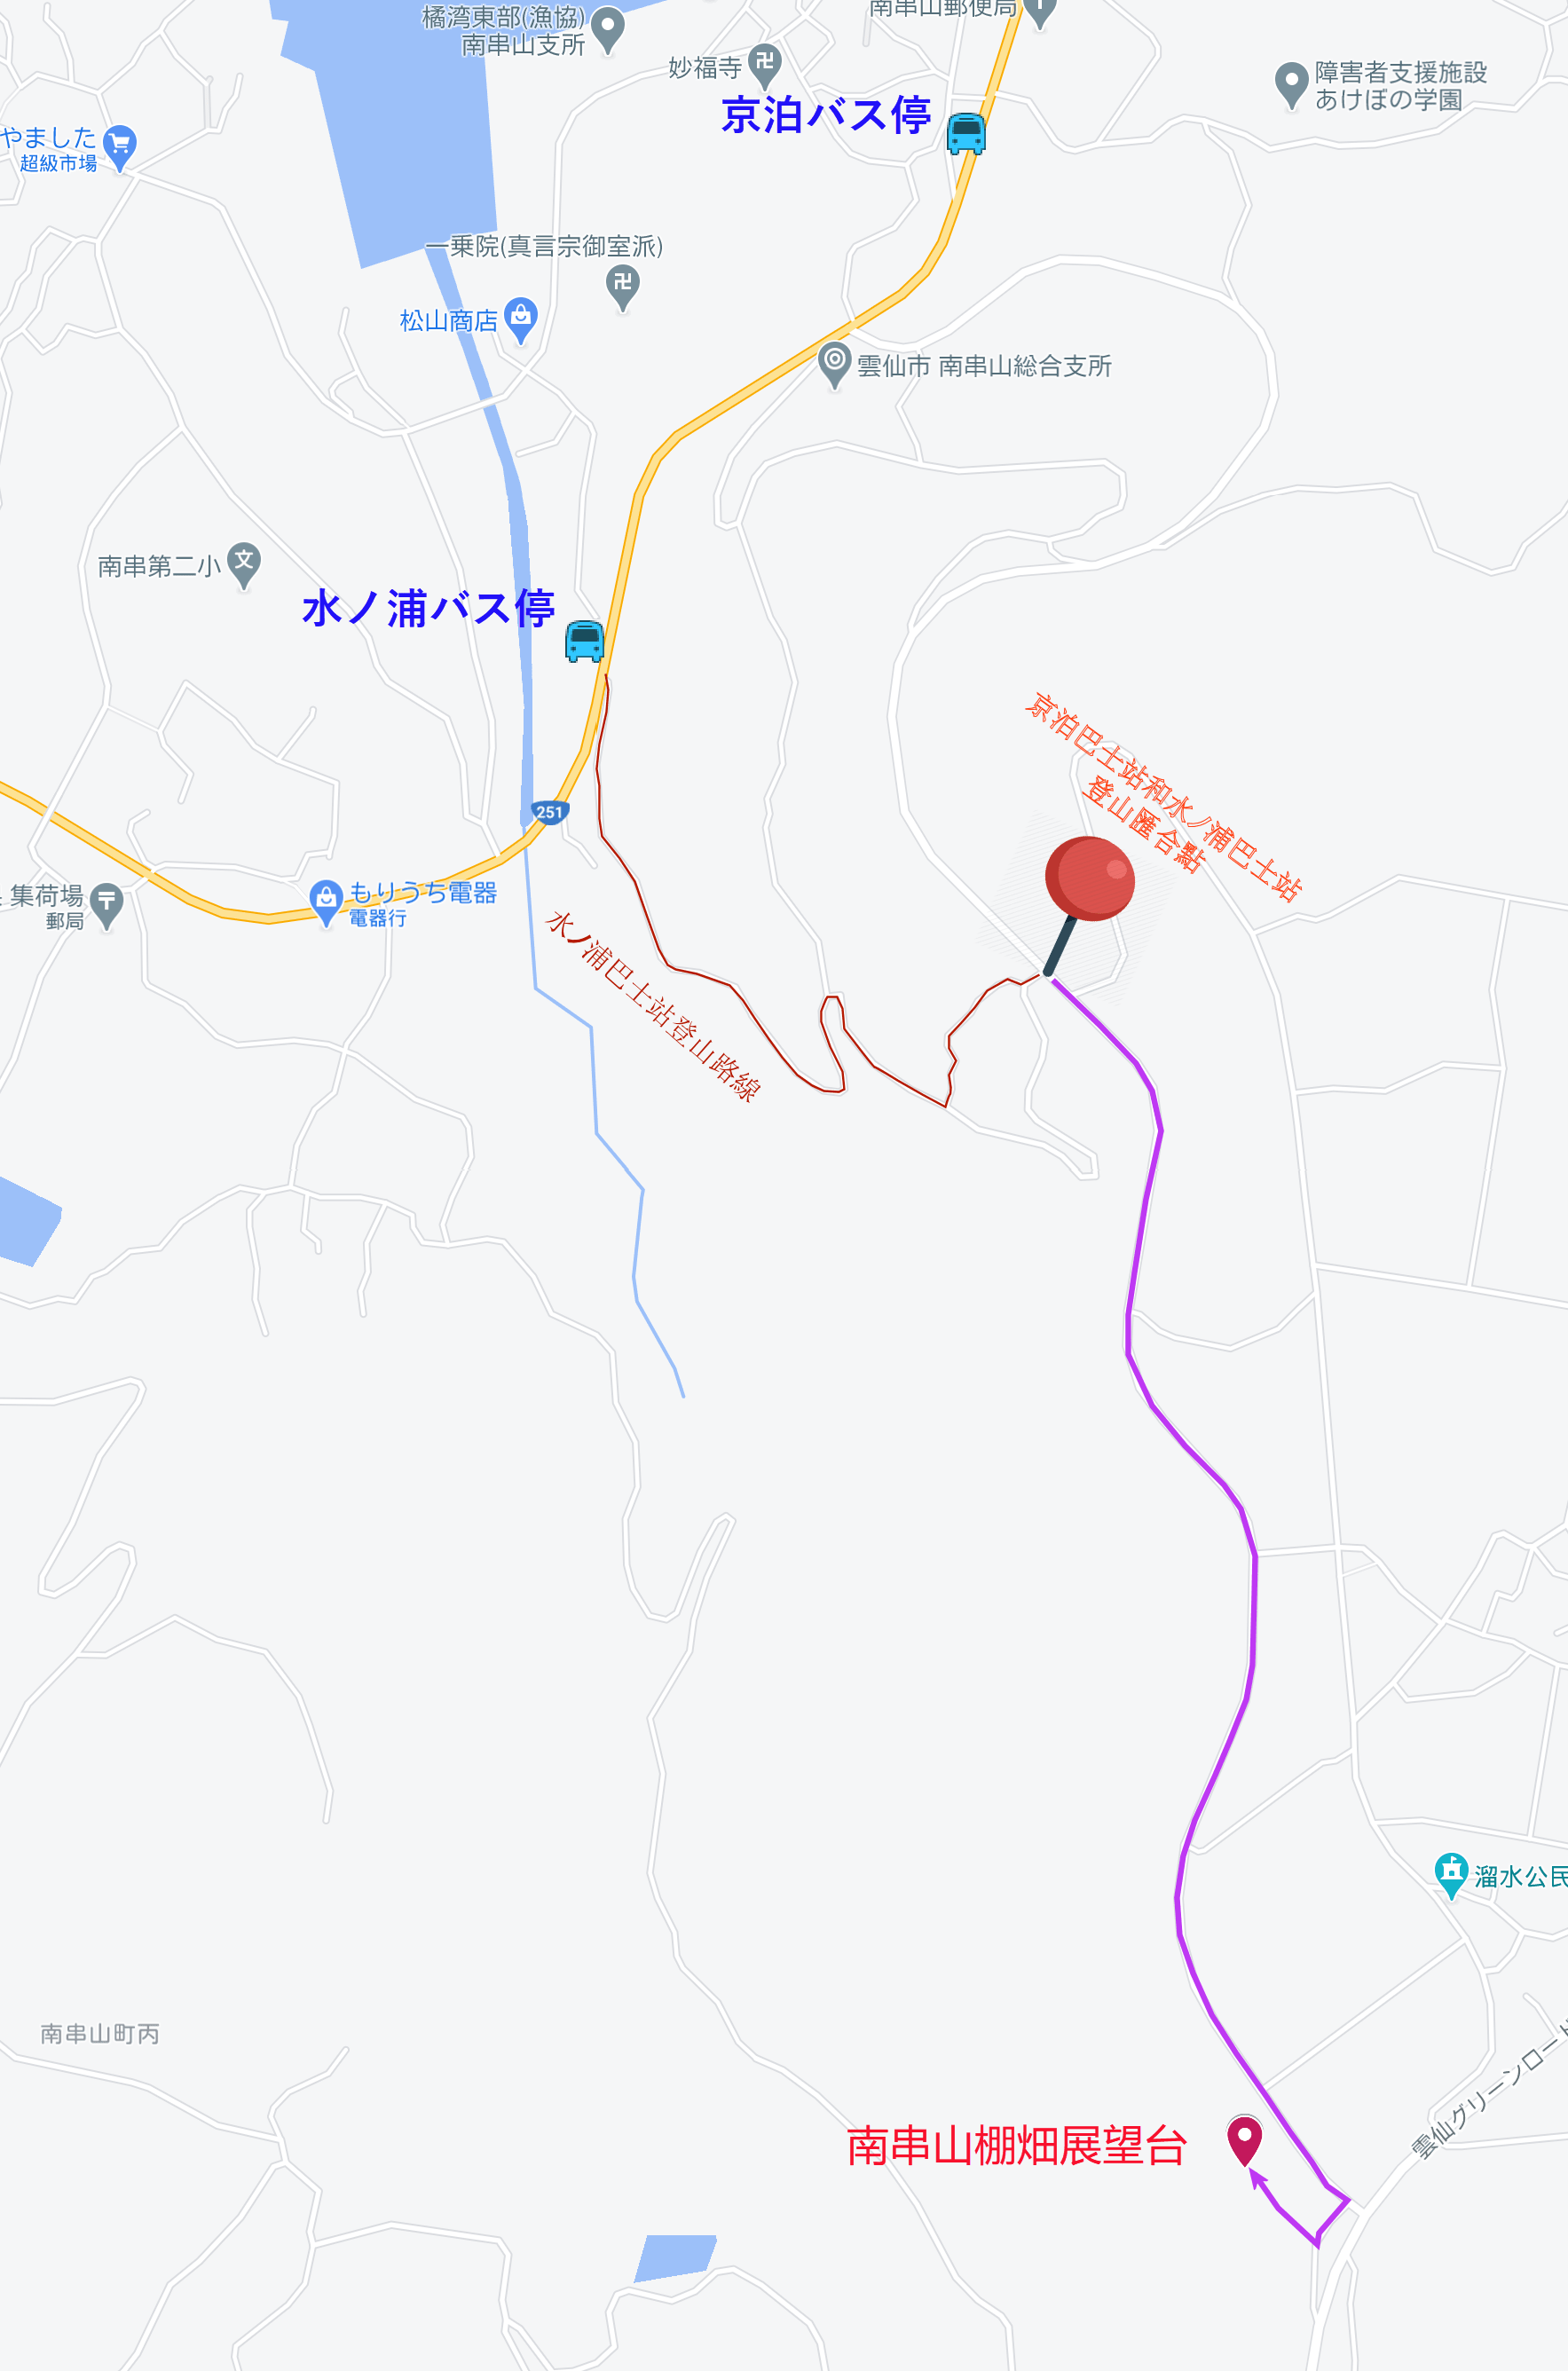 橘湾東部(漁協)
南串山支所
南串山郵便局
妙福寺
障害者支援施設
あけぼの学園
京泊バス停
やました
超級市場
一乗院(真言宗御室派)
松山商店
雲仙市 南串山総合支所
南串第二小
水ノ浦バス停
京泊巴士站和水ノ浦巴士站
登山匯合點
251
集荷場
郵局
もりうち電器
電器行
水ノ浦巴士站登山路線
溜水公民
南串山町丙
雲仙グリーンロード
南串山棚畑展望台